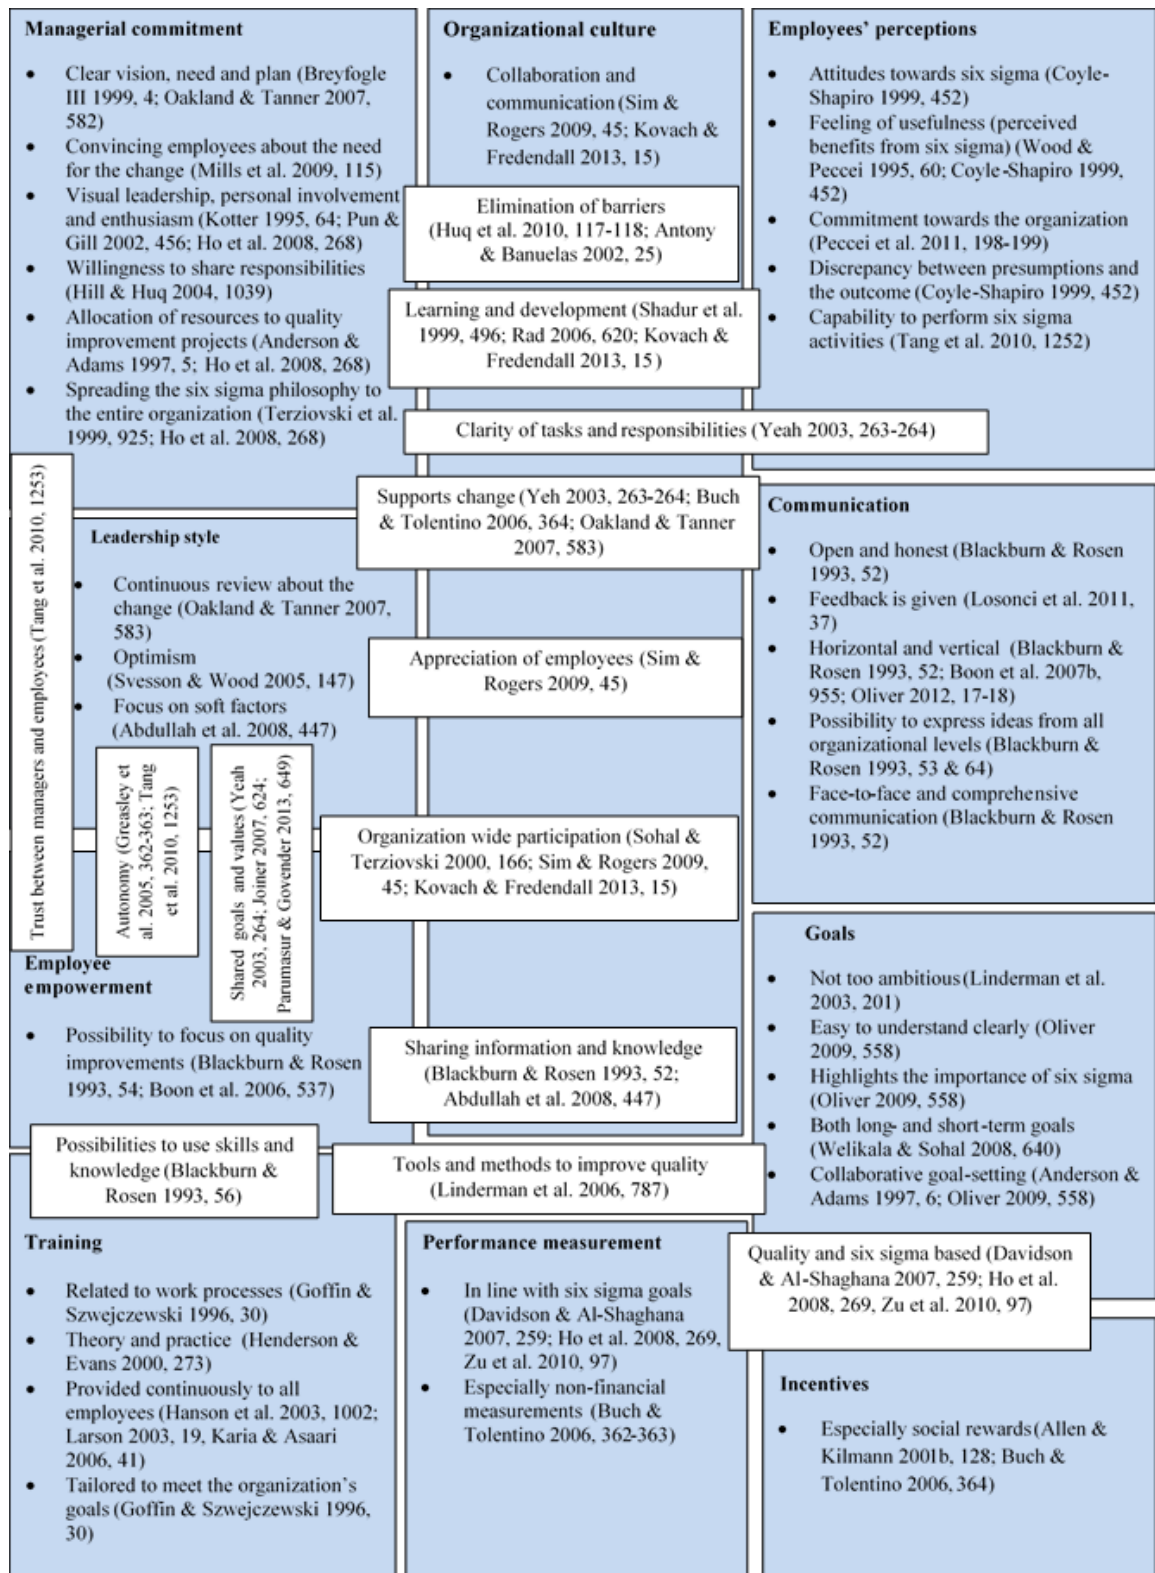 Managerial commitment
• Clear vision, need and plan (Breyfogle
III 1999, 4; Oakland & Tanner 2007,
582)
• Convincing employees about the need
for the change (Mills et al. 2009, 115)
• Visual leadership, personal involvement
and enthusiasm (Kotter 1995, 64; Pun &
Gill 2002, 456; Ho et al. 2008, 268)
• Willingness to share responsibilities
(Hill & Huq 2004, 1039)
• Allocation of resources to quality
improvement projects (Anderson &
Adams 1997, 5; Ho et al. 2008, 268)
• Spreading the six sigma philosophy to
the entire organization (Terziovski et al.
1999, 925; Ho et al. 2008, 268)
Organizational culture
• Collaboration and
communication (Sim &
Rogers 2009, 45; Kovach &
Fredendall 2013, 15)
Elimination of barriers
(Huq et al. 2010, 117-118; Antony
& Banuelas 2002, 25)
Learning and development (Shadur et al.
1999, 496; Rad 2006, 620; Kovach &
Fredendall 2013, 15)
Employees' perceptions
• Attitudes towards six sigma (Coyle-
Shapiro 1999, 452)
• Feeling of usefulness (perceived
benefits from six sigma) (Wood &
Peccei 1995, 60; Coyle-Shapiro 1999,
452)
• Commitment towards the organization
(Peccei et al. 2011, 198-199)
• Discrepancy between presumptions and
the outcome (Coyle-Shapiro 1999, 452)
• Capability to perform six sigma
activities (Tang et al. 2010, 1252)
Clarity of tasks and responsibilities (Yeah 2003, 263-264)
Trust between managers and employees (Tang et al. 2010, 1253)
Leadership style
• Continuous review about the
change (Oakland & Tanner 2007,
583)
• Optimism
(Svesson & Wood 2005, 147)
• Focus on soft factors
(Abdullah et al. 2008, 447)
Supports change (Yeh 2003, 263-264; Buch
& Tolentino 2006, 364; Oakland & Tanner
2007, 583)
Appreciation of employees (Sim &
Rogers 2009, 45)
Communication
• Open and honest (Blackburn & Rosen
1993, 52)
• Feedback is given (Losonci et al. 2011,
37)
• Horizontal and vertical (Blackburn &
Rosen 1993, 52; Boon et al. 2007b,
955; Oliver 2012, 17-18)
• Possibility to express ideas from all
organizational levels (Blackburn &
Rosen 1993, 53 & 64)
• Face-to-face and comprehensive
communication (Blackburn & Rosen
1993, 52)
Autonomy (Greasley et
al. 2005, 362-363; Tang
et al. 2010, 1253)
Shared goals and values (Yeah
2003, 264; Joiner 2007, 624;
Parumasur & Govender 2013, 649)
Organization wide participation (Sohal &
Terziovski 2000, 166; Sim & Rogers 2009,
45; Kovach & Fredendall 2013, 15)
Employee
empowerment
• Possibility to focus on quality
improvements (Blackburn & Rosen
1993, 54; Boon et al. 2006, 537)
Sharing information and knowledge
(Blackburn & Rosen 1993, 52;
Abdullah et al. 2008, 447)
Goals
• Not too ambitious (Linderman et al.
2003, 201)
• Easy to understand clearly (Oliver
2009, 558)
• Highlights the importance of six sigma
(Oliver 2009, 558)
• Both long- and short-term goals
(Welikala & Sohal 2008, 640)
• Collaborative goal-setting (Anderson &
Adams 1997, 6; Oliver 2009, 558)
Possibilities to use skills and
knowledge (Blackburn &
Rosen 1993, 56)
Tools and methods to improve quality
(Linderman et al. 2006, 787)
Training
• Related to work processes (Goffin &
Szwejczewski 1996, 30)
• Theory and practice (Henderson &
Evans 2000, 273)
• Provided continuously to all
employees (Hanson et al. 2003, 1002;
Larson 2003, 19, Karia & Asaari
2006, 41)
• Tailored to meet the organization's
goals (Goffin & Szwejczewski 1996,
30)
Performance measurement
• In line with six sigma goals
(Davidson & Al-Shaghana
2007, 259; Ho et al. 2008, 269,
Zu et al. 2010, 97)
• Especially non-financial
measurements (Buch &
Tolentino 2006, 362-363)
Quality and six sigma based (Davidson
& Al-Shaghana 2007, 259; Ho et al.
2008, 269, Zu et al. 2010, 97)
Incentives
• Especially social rewards (Allen &
Kilmann 2001b, 128; Buch &
Tolentino 2006, 364)